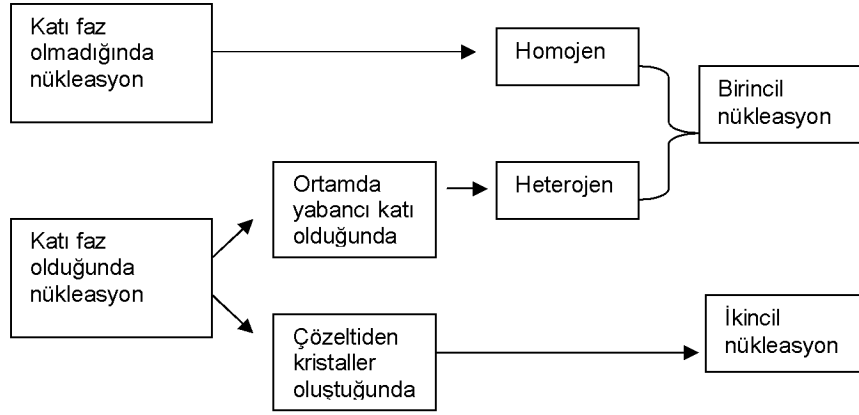 Katı faz
olmadığında
nükleasyon
Homojen
Birincil
nükleasyon
Ortamda
yabancı katı
olduğunda
Heterojen
Katı faz
olduğunda
nükleasyon
Çözeltiden
kristaller
oluştuğunda
İkincil
nükleasyon